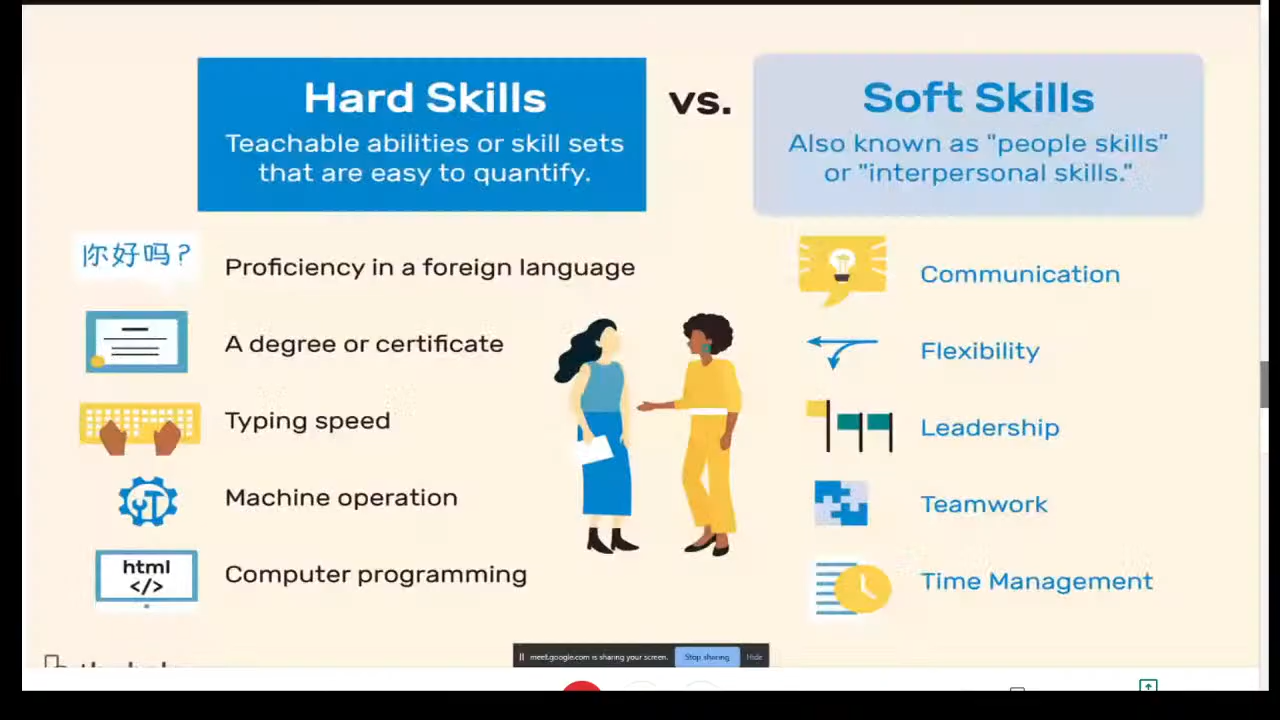 Hard Skills
Teachable abilities or skill sets
that are easy to quantify.
vs.
Soft Skills
Also known as "people skills"
or "interpersonal skills."
你好吗?
Proficiency in a foreign language
A degree or certificate
Typing speed
Machine operation
html
</>
Computer programming
Communication
Flexibility
Leadership
Teamwork
Time Management
meet.google.com is sharing your screen.
Stop sharing
Hide